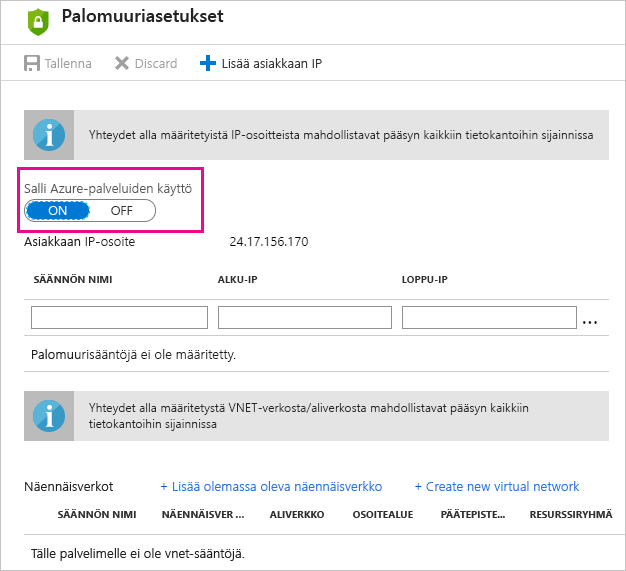 Palomuuriasetukset
Tallenna Discard Lisää asiakkaan IP
Yhteydet alla määritetyistä IP-osoitteista mahdollistavat pääsyn kaikkiin tietokantoihin sijainnissa
Salli Azure-palveluiden käyttö
ON OFF
Asiakkaan IP-osoite 24.17.156.170
SÄÄNNÖN NIMI ALKU-IP LOPPU-IP
...
Palomuurisääntöjä ei ole määritetty.
Yhteydet alla määritetystä VNET-verkosta/aliverkosta mahdollistavat pääsyn kaikkiin
tietokantoihin sijainnissa
Näennäisverkot + Lisää olemassa oleva näennäisverkko + Create new virtual network
SÄÄNNÖN NIMI NÄENNÄISVER ... ALIVERKKO OSOITEALUE PÄÄTEPISTE... RESURSSIRYHMÄ
Tälle palvelimelle ei ole vnet-sääntöjä.